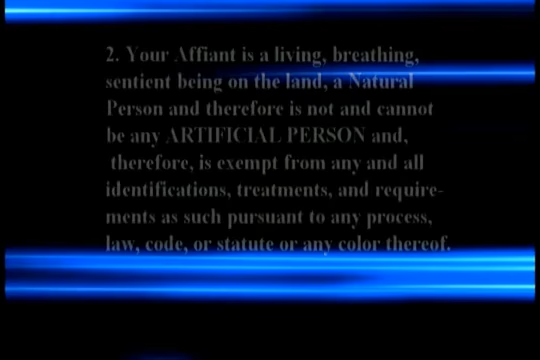 2. Your Affiant is a living, breathing,
sentient being on the land, a Natural
Person and therefore is not and cannot
be any ARTIFICIAL PERSON and,
therefore, is exempt from any and all
identifications, treatments, and require-
ments as such pursuant to any process,
law, code, or statute or any color thereof.